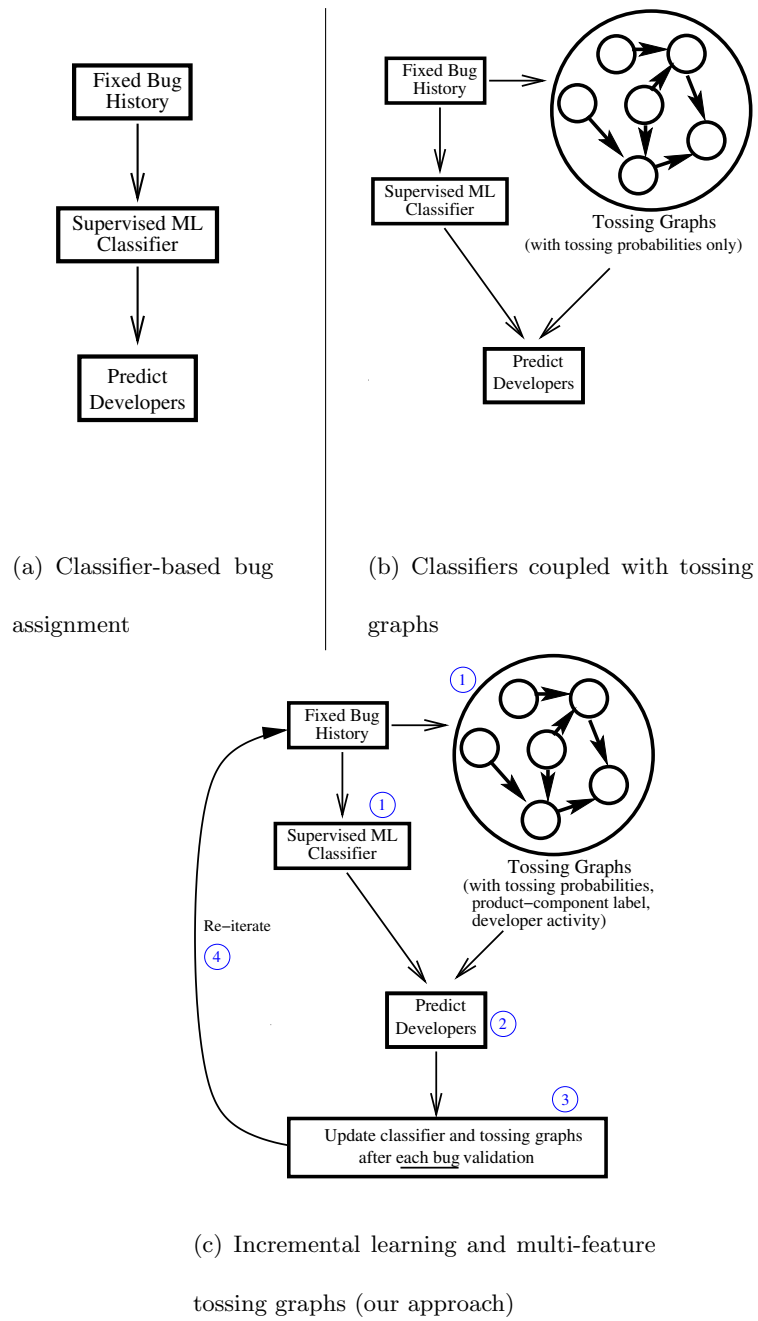 Fixed Bug
History
Supervised ML
Classifier
Predict
Developers
(a) Classifier-based bug
assignment
Fixed Bug
History
Supervised ML
Classifier
Tossing Graphs
(with tossing probabilities only)
Predict
Developers
(b) Classifiers coupled with tossing
graphs
Fixed Bug
History
1
1
Supervised ML
Classifier
Tossing Graphs
(with tossing probabilities,
product−component label,
developer activity)
Re−iterate
4
Predict
Developers
2
3
Update classifier and tossing graphs
after each bug validation
(c) Incremental learning and multi-feature
tossing graphs (our approach)